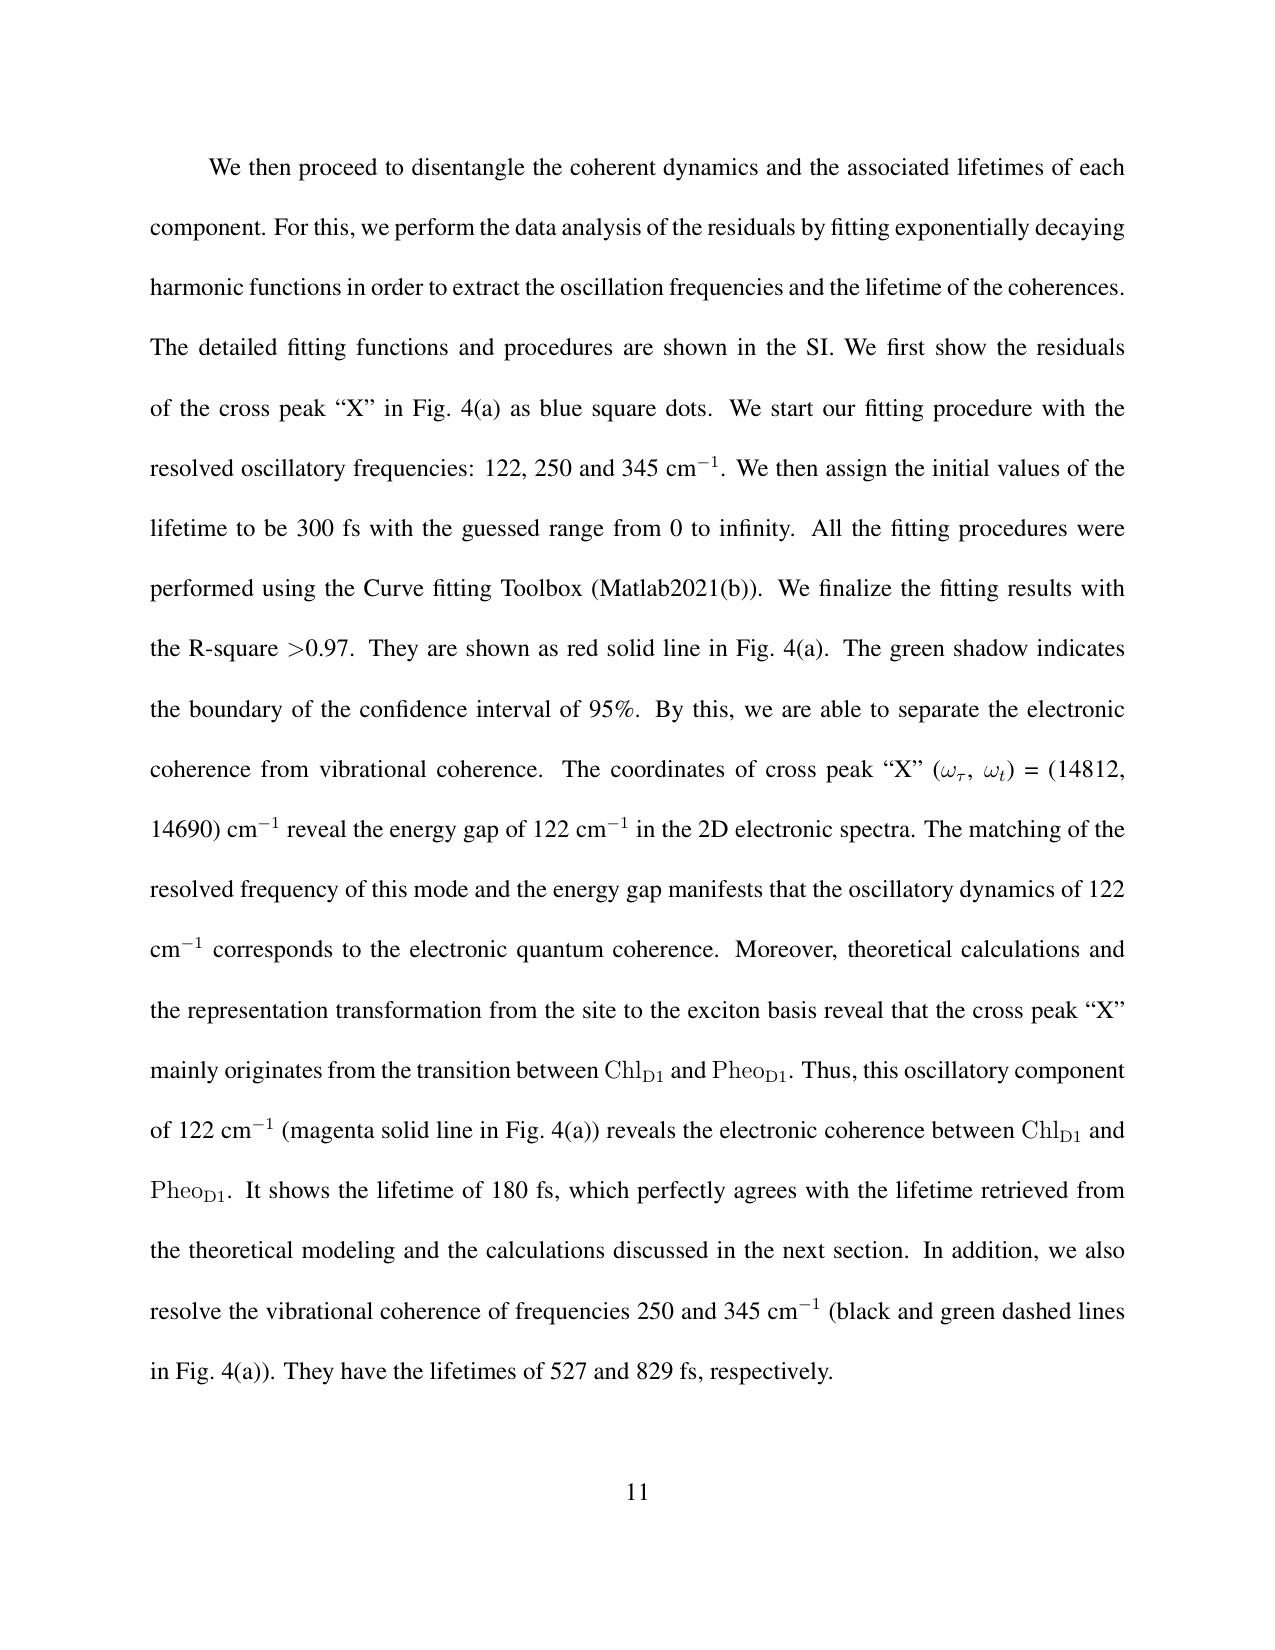 We then proceed to disentangle the coherent dynamics and the associated lifetimes of each
component. For this, we perform the data analysis of the residuals by fitting exponentially decaying
harmonic functions in order to extract the oscillation frequencies and the lifetime of the coherences.
The detailed fitting functions and procedures are shown in the SI. We first show the residuals
of the cross peak “X” in Fig. 4(a) as blue square dots. We start our fitting procedure with the
resolved oscillatory frequencies: 122, 250 and 345 cm⁻¹. We then assign the initial values of the
lifetime to be 300 fs with the guessed range from 0 to infinity. All the fitting procedures were
performed using the Curve fitting Toolbox (Matlab2021(b)). We finalize the fitting results with
the R-square >0.97. They are shown as red solid line in Fig. 4(a). The green shadow indicates
the boundary of the confidence interval of 95%. By this, we are able to separate the electronic
coherence from vibrational coherence. The coordinates of cross peak “X” (ω_τ, ω_t) = (14812,
14690) cm⁻¹ reveal the energy gap of 122 cm⁻¹ in the 2D electronic spectra. The matching of the
resolved frequency of this mode and the energy gap manifests that the oscillatory dynamics of 122
cm⁻¹ corresponds to the electronic quantum coherence. Moreover, theoretical calculations and
the representation transformation from the site to the exciton basis reveal that the cross peak “X”
mainly originates from the transition between Chl_D1 and Pheo_D1. Thus, this oscillatory component
of 122 cm⁻¹ (magenta solid line in Fig. 4(a)) reveals the electronic coherence between Chl_D1 and
Pheo_D1. It shows the lifetime of 180 fs, which perfectly agrees with the lifetime retrieved from
the theoretical modeling and the calculations discussed in the next section. In addition, we also
resolve the vibrational coherence of frequencies 250 and 345 cm⁻¹ (black and green dashed lines
in Fig. 4(a)). They have the lifetimes of 527 and 829 fs, respectively.
11